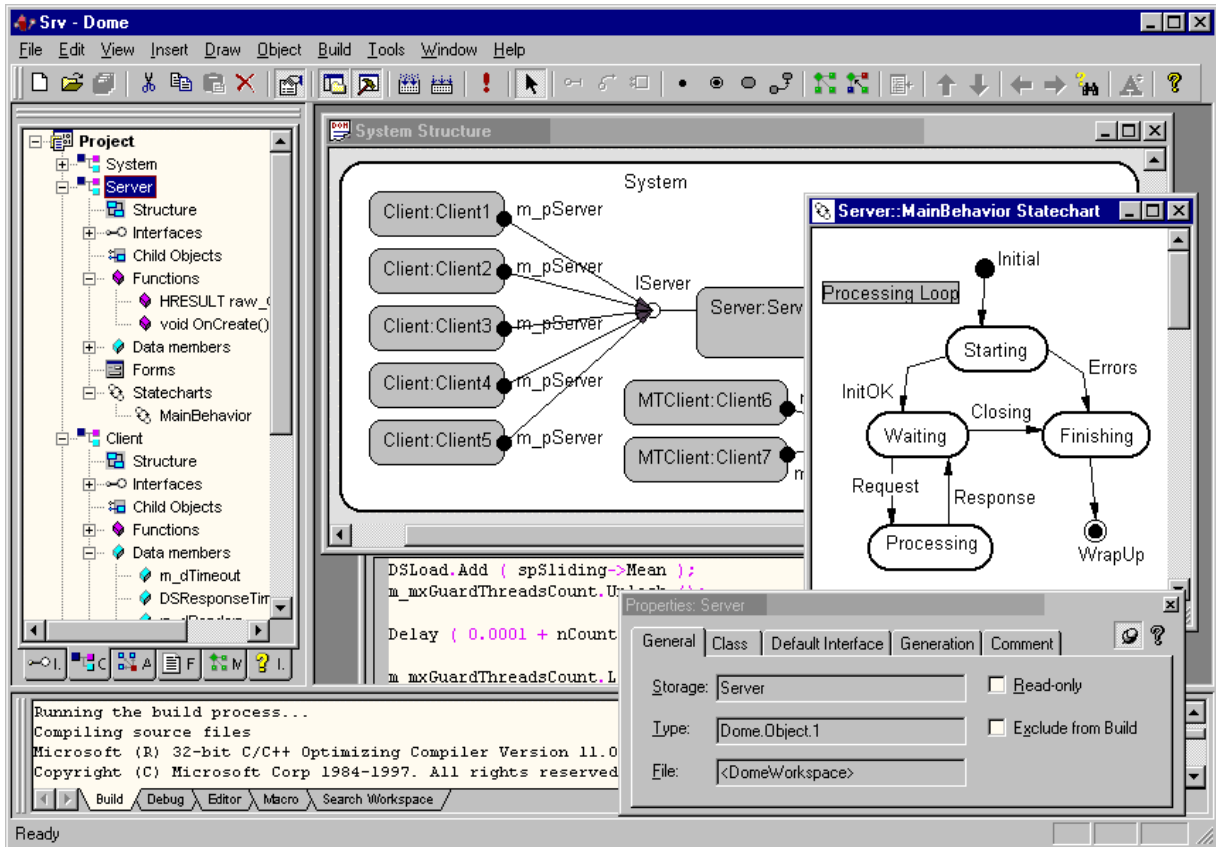 Srv - Dome
File Edit View Insert Draw Object Build Tools Window Help
Project
System
Server
Structure
Interfaces
Child Objects
Functions
HRESULT raw_
void OnCreate()
Data members
Forms
Statecharts
MainBehavior
Client
Structure
Interfaces
Child Objects
Functions
Data members
m_dTimeout
DSResponseTim
I. C A F M I.
System Structure
System
Client:Client1 m_pServer
Client:Client2 m_pServer
Client:Client3 m_pServer
Client:Client4 m_pServer
Client:Client5 m_pServer
IServer
Server:Serv
MTClient:Client6
MTClient:Client7
Server::MainBehavior Statechart
Initial
Processing Loop
Starting
Errors
InitOK
Closing
Waiting
Finishing
Request
Response
Processing
WrapUp
DSLoad.Add ( spSliding->Mean );
m_mxGuardThreadsCount.Unlock ();
Delay ( 0.0001 + nCount
m_mxGuardThreadsCount.L
Properties: Server
General Class Default Interface Generation Comment
Storage: Server
Read-only
Type: Dome.Object.1
Exclude from Build
File: <DomeWorkspace>
Running the build process...
Compiling source files
Microsoft (R) 32-bit C/C++ Optimizing Compiler Version 11.0
Copyright (C) Microsoft Corp 1984-1997. All rights reserved
Build Debug Editor Macro Search Workspace
Ready